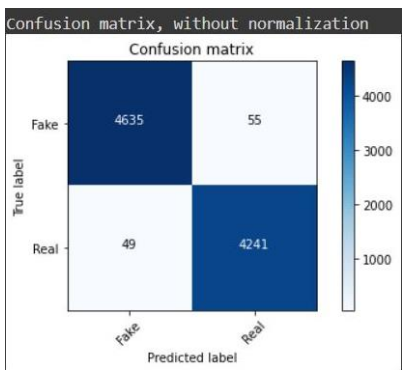 Confusion matrix, without normalization
Confusion matrix
Fake
4635
55
4000
3000
True label
2000
Real
49
4241
1000
Fake
Real
Predicted label